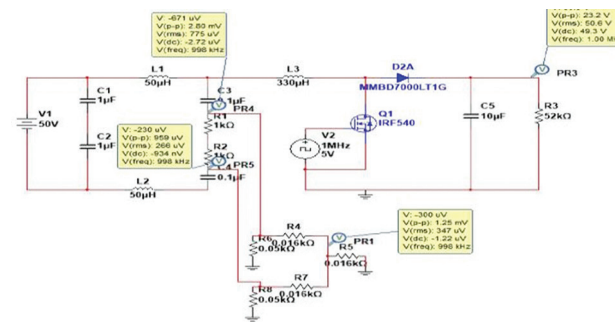 V: -671 uV
V(p-p): 2.80 mV
V(rms): 775 uV
V(dc): -2.72 uV
V(freq): 998 kHz
V(p-p): 23.2 V
V(rms): 50.6 V
V(dc): 49.3 V
V(freq): 1.00
PR3
L1
50µH
L3
330µH
D2A
MMBD7000LT1G
C1
1µF
C3
1µF
PR4
R1
1kΩ
V1
50V
Q1
IRF540
C5
10µF
R3
52kΩ
V2
1MHz
5V
V: -230 uV
V(p-p): 959 uV
V(rms): 266 uV
V(dc): -934 nV
V(freq): 998 kHz
C2
1µF
R2
1kΩ
PR5
0.1µF
L2
50µH
V: -300 uV
V(p-p): 1.25 mV
V(rms): 347 uV
V(dc): -1.22 uV
V(freq): 998 kHz
R4
0.016kΩ
PR1
R6
0.05kΩ
R5
0.016kΩ
R7
0.016kΩ
R8
0.05kΩ